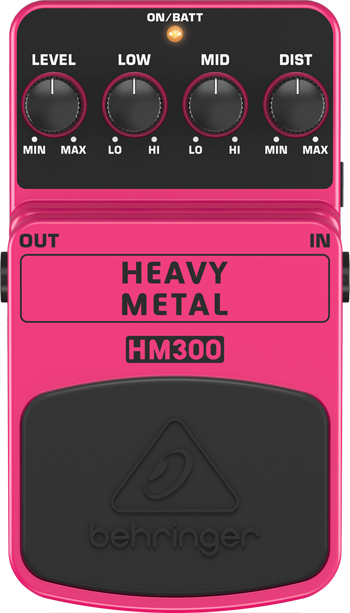 ON/BATT
LEVEL LOW MID DIST
MIN MAX LO HI LO HI MIN MAX
OUT IN
HEAVY
METAL
HM300
behringer